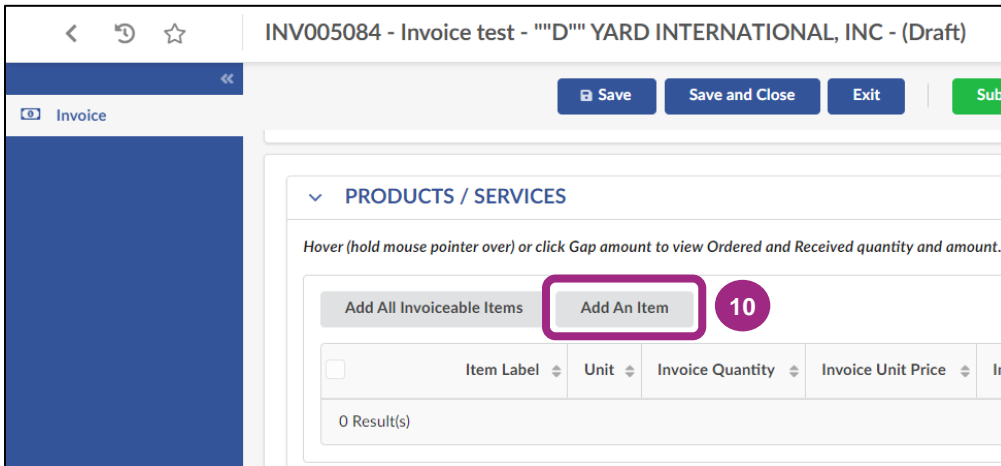 INV005084 - Invoice test - ""D"" YARD INTERNATIONAL, INC - (Draft)
Invoice
Save Save and Close Exit
PRODUCTS / SERVICES
Hover (hold mouse pointer over) or click Gap amount to view Ordered and Received quantity and amount.
Add All Invoiceable Items Add An Item 10
Item Label Unit Invoice Quantity Invoice Unit Price
0 Result(s)